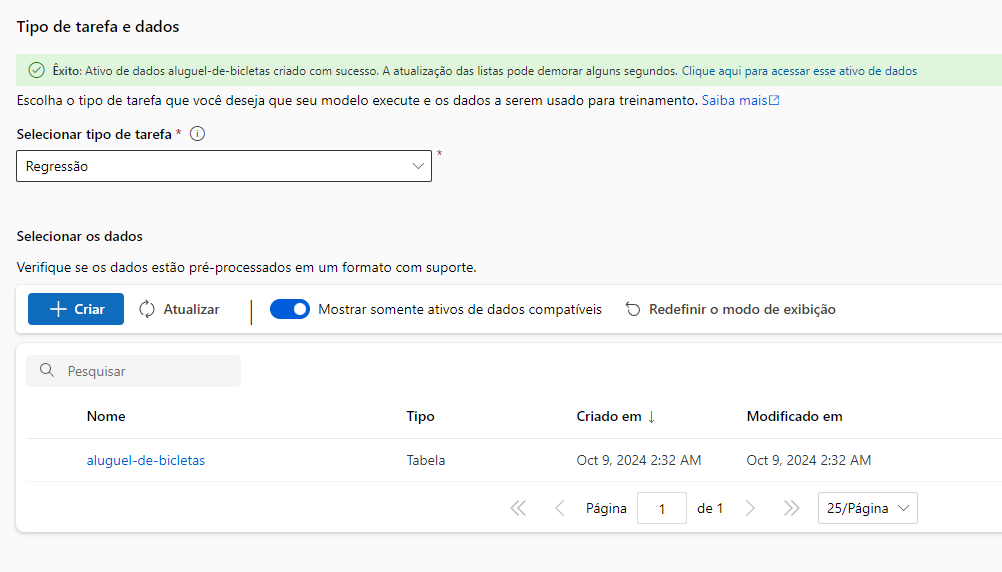 Tipo de tarefa e dados
Êxito: Ativo de dados aluguel-de-bicletas criado com sucesso. A atualização das listas pode demorar alguns segundos. Clique aqui para acessar esse ativo de dados
Escolha o tipo de tarefa que você deseja que seu modelo execute e os dados a serem usado para treinamento. Saiba mais
Selecionar tipo de tarefa *
Regressão *
Selecionar os dados
Verifique se os dados estão pré-processados em um formato com suporte.
Criar Atualizar Mostrar somente ativos de dados compatíveis Redefinir o modo de exibição
Pesquisar
Nome Tipo Criado em ↓ Modificado em
aluguel-de-bicletas Tabela Oct 9, 2024 2:32 AM Oct 9, 2024 2:32 AM
Página 1 de 1 25/Página